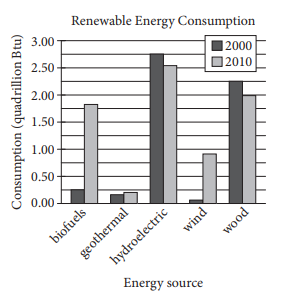 Renewable Energy Consumption
Consumption (quadrillion Btu)
3.00
2.50
2.00
1.50
1.00
0.50
0.00
2000
2010
biofuels
geothermal
hydroelectric
wind
wood
Energy source